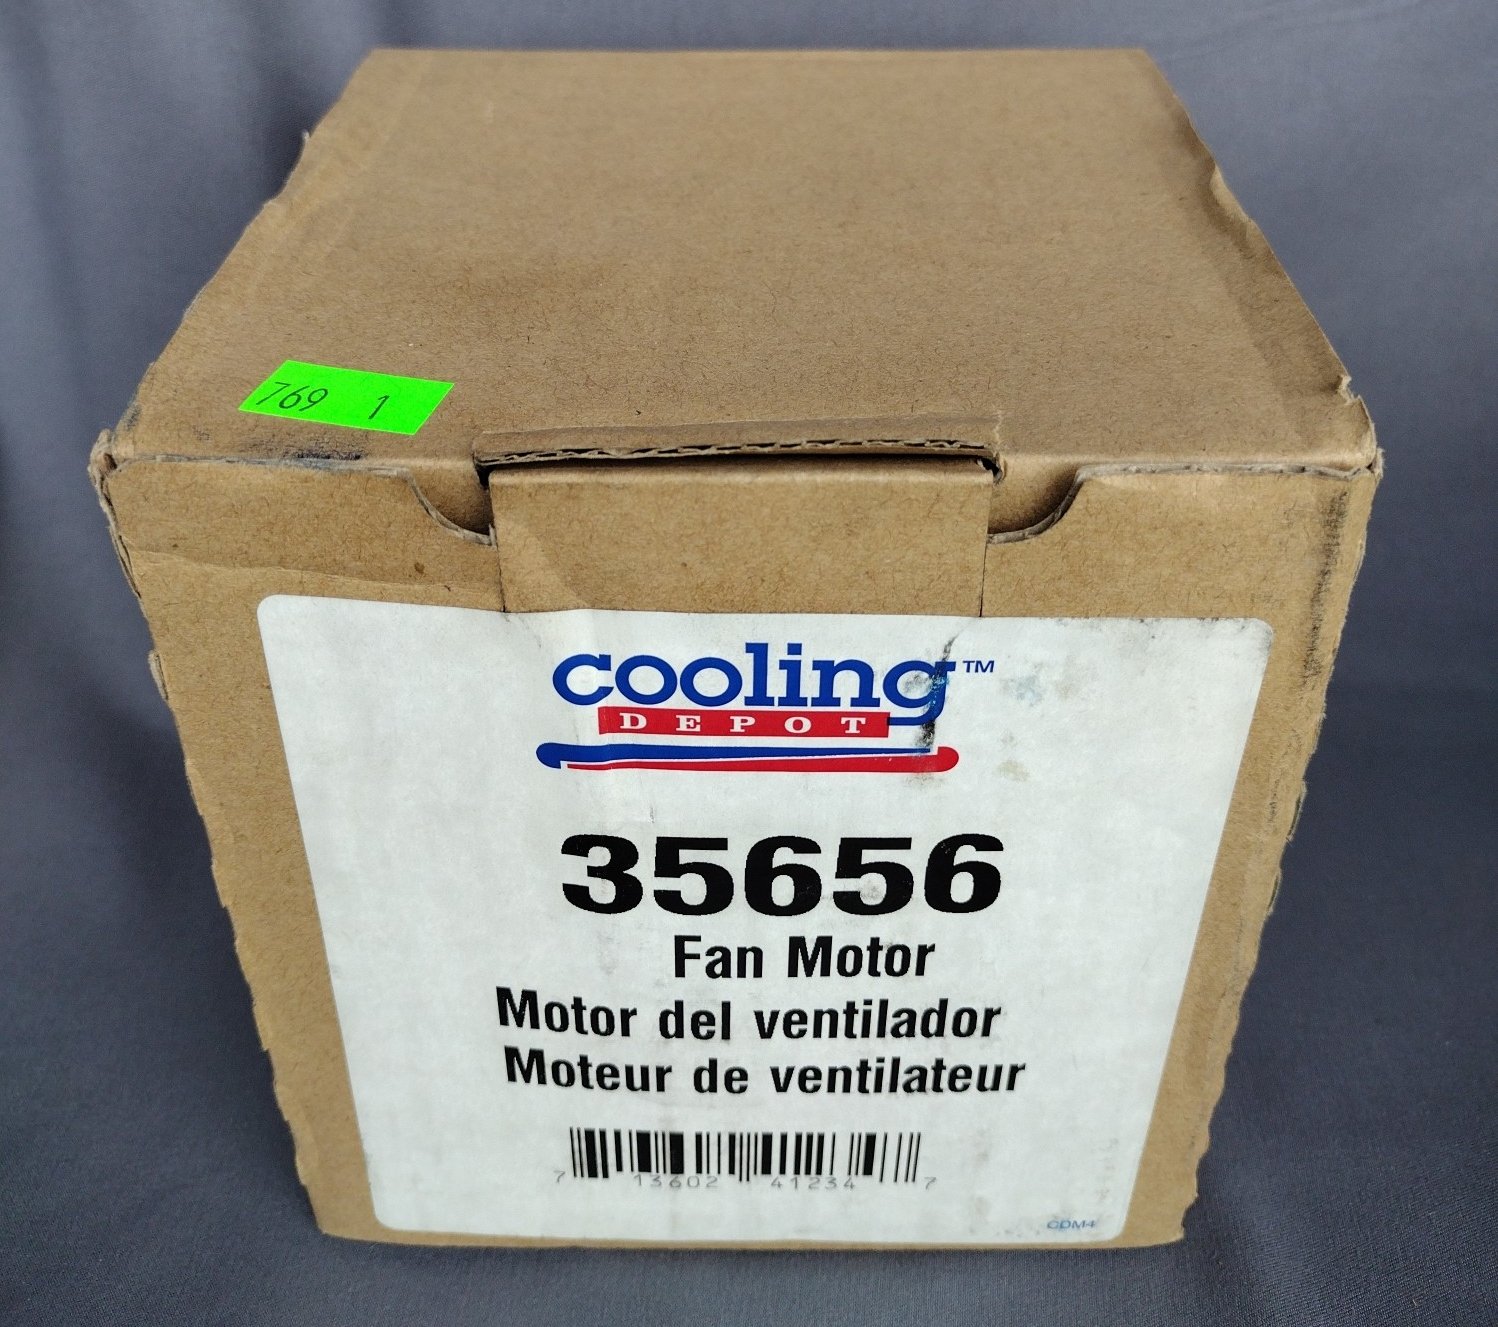 769 1
cooling™
DEPOT
35656
Fan Motor
Motor del ventilador
Moteur de ventilateur
7 13602 41234 7
CDM4